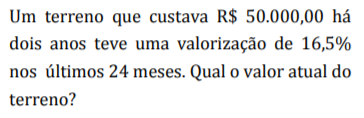 Um terreno que custava R$ 50.000,00 há
dois anos teve uma valorização de 16,5%
nos últimos 24 meses. Qual o valor atual do
terreno?